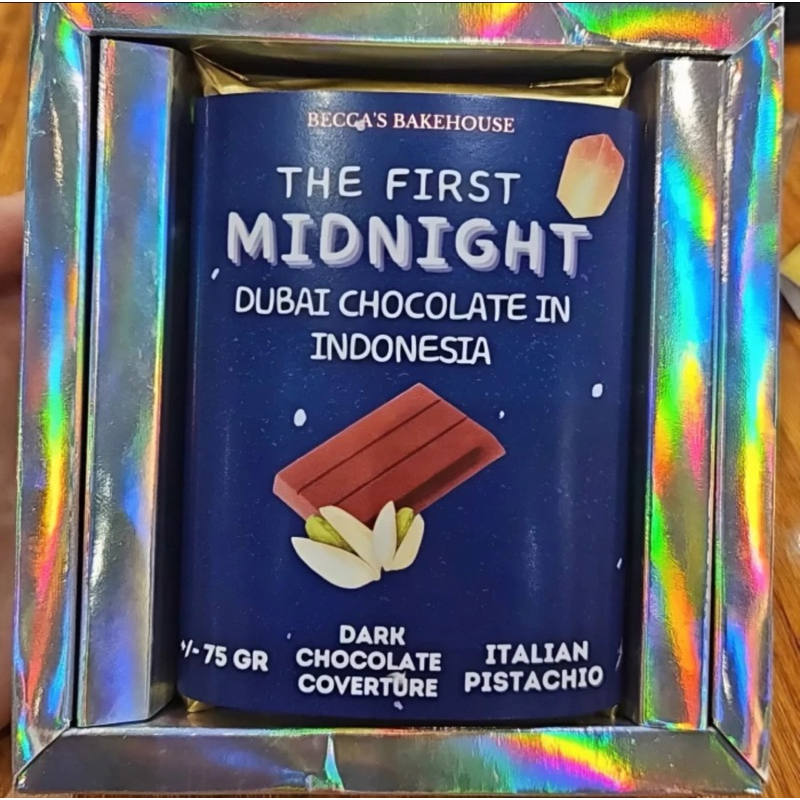 BECCA'S BAKEHOUSE
THE FIRST
MIDNIGHT
DUBAI CHOCOLATE IN
INDONESIA
+/- 75 GR
DARK
CHOCOLATE
COVERTURE
ITALIAN
PISTACHIO